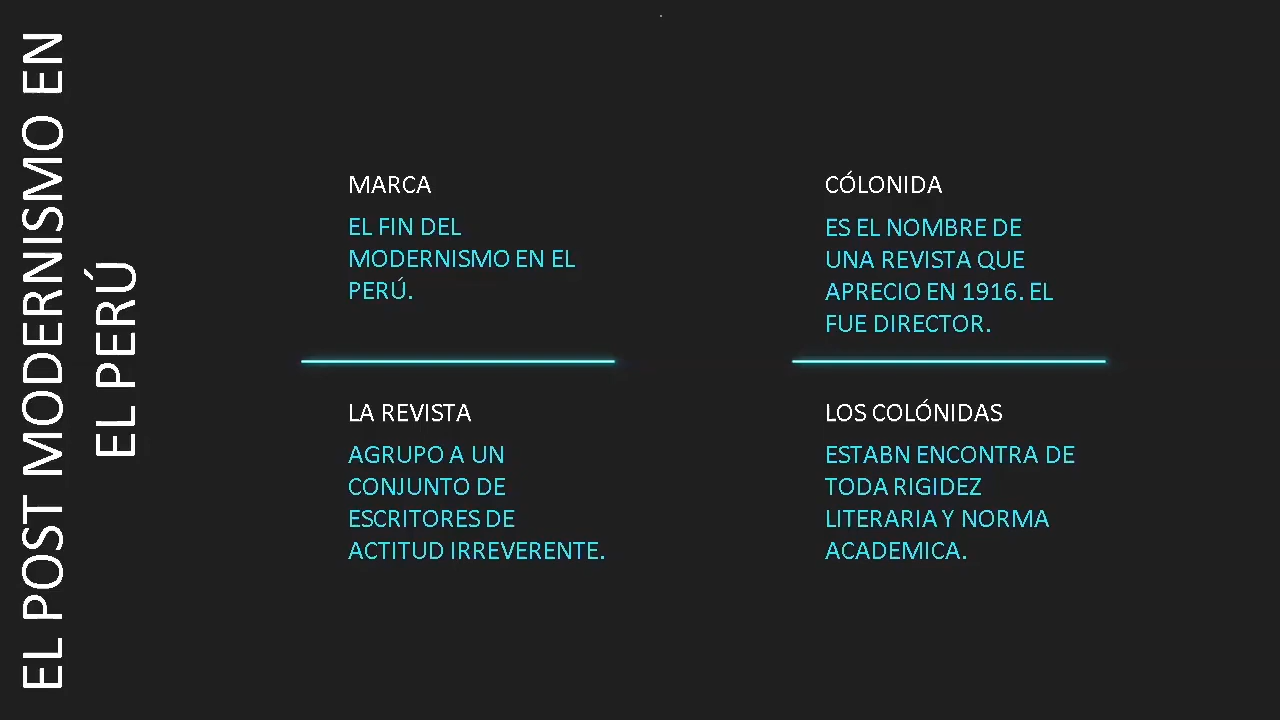 EL POST MODERNISMO EN
EL PERÚ
MARCA
EL FIN DEL
MODERNISMO EN EL
PERÚ.
CÓLONIDA
ES EL NOMBRE DE
UNA REVISTA QUE
APRECIO EN 1916. EL
FUE DIRECTOR.
LA REVISTA
AGRUPO A UN
CONJUNTO DE
ESCRITORES DE
ACTITUD IRREVERENTE.
LOS COLÓNIDAS
ESTABN ENCONTRA DE
TODA RIGIDEZ
LITERARIA Y NORMA
ACADEMICA.